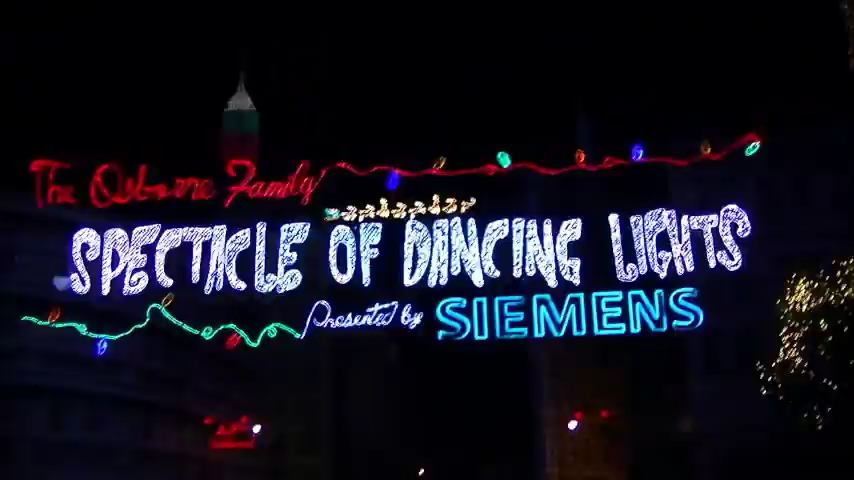 The Osborne Family
SPECTACLE OF DANCING LIGHTS
Presented by SIEMENS